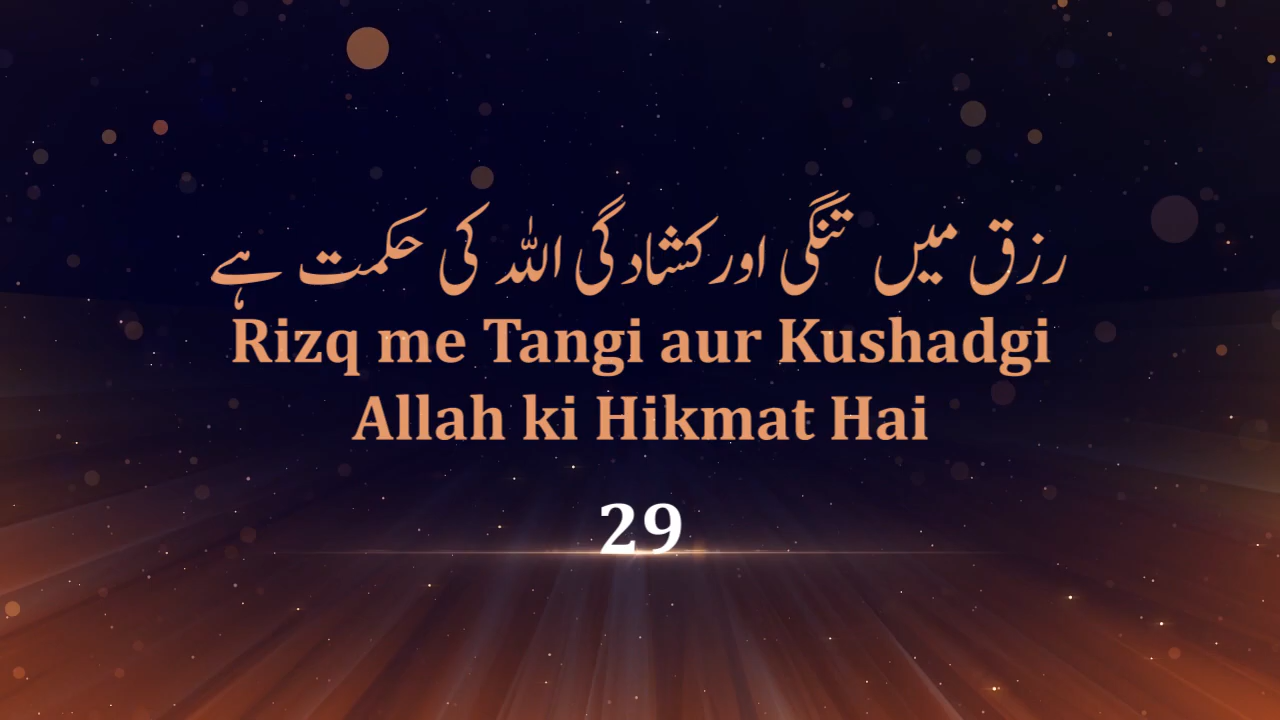 رزق میں تنگی اور کشادگی اللہ کی حکمت ہے
Rizq me Tangi aur Kushadgi
Allah ki Hikmat Hai
29